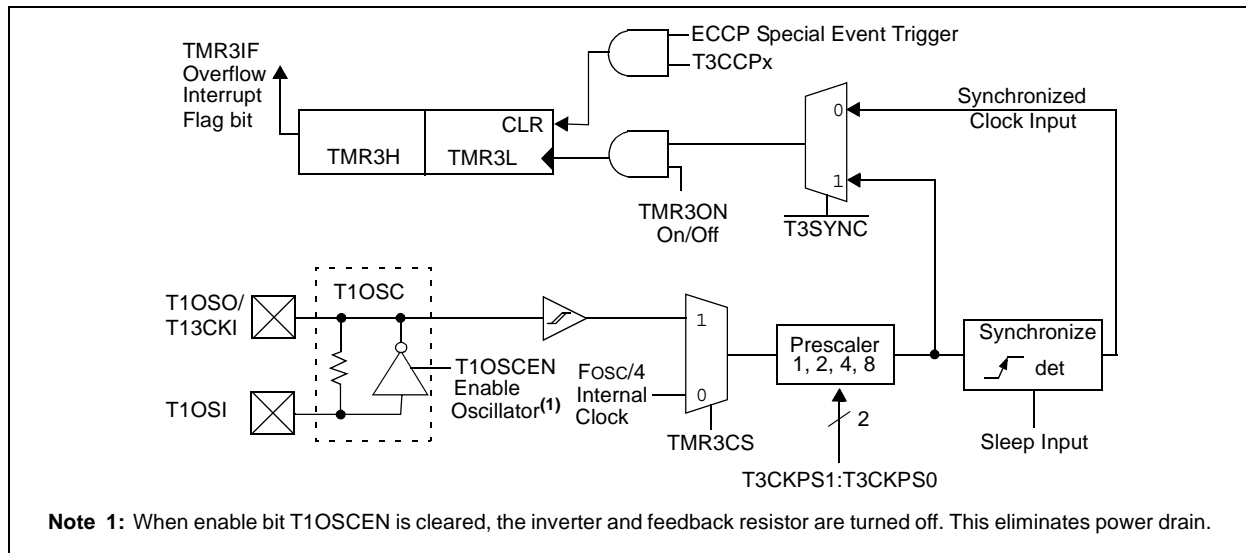 ECCP Special Event Trigger
T3CCPx
TMR3IF
Overflow
Interrupt
Flag bit
CLR
TMR3H
TMR3L
0
1
Synchronized
Clock Input
TMR3ON
On/Off
T3SYNC
T1OSO/
T13CKI
T1OSI
T1OSC
T1OSCEN
Enable
Oscillator(1)
FOSC/4
Internal
Clock
1
0
TMR3CS
Prescaler
1, 2, 4, 8
2
T3CKPS1:T3CKPS0
Synchronize
det
Sleep Input
Note 1: When enable bit T1OSCEN is cleared, the inverter and feedback resistor are turned off. This eliminates power drain.